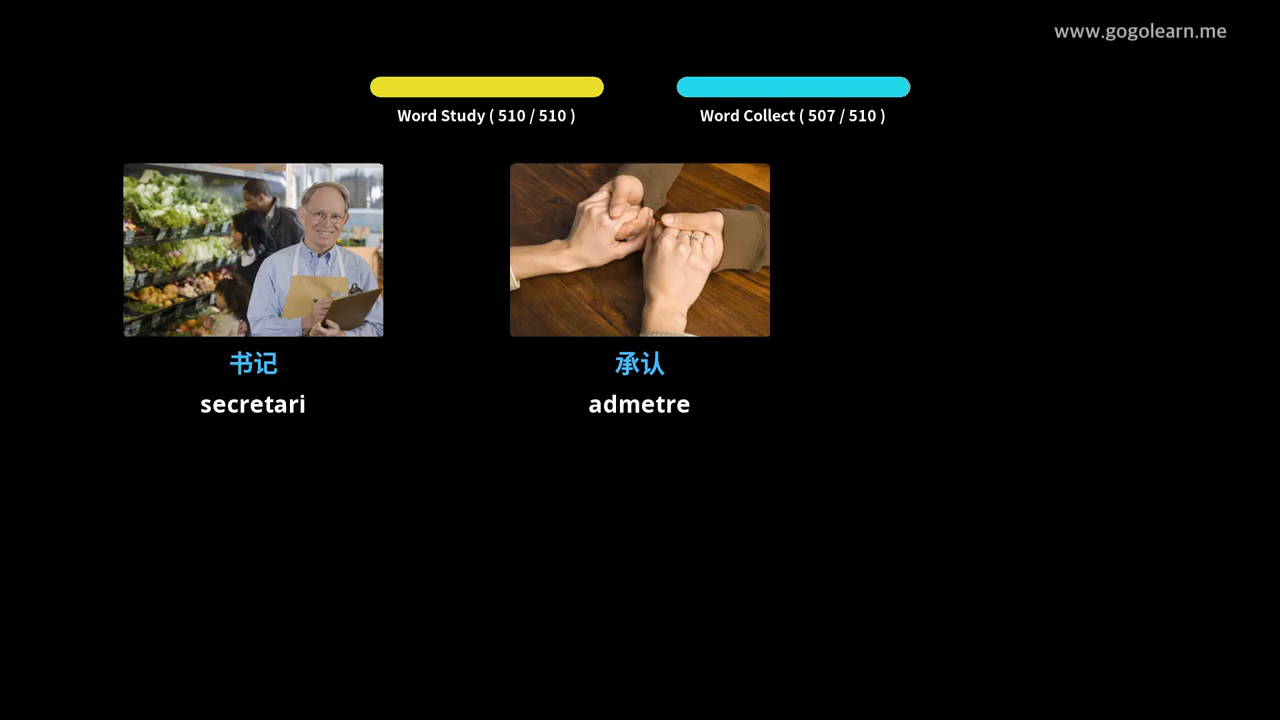 www.gogolearn.me
Word Study ( 510 / 510 )
Word Collect ( 507 / 510 )
书记
secretari
承认
admetre